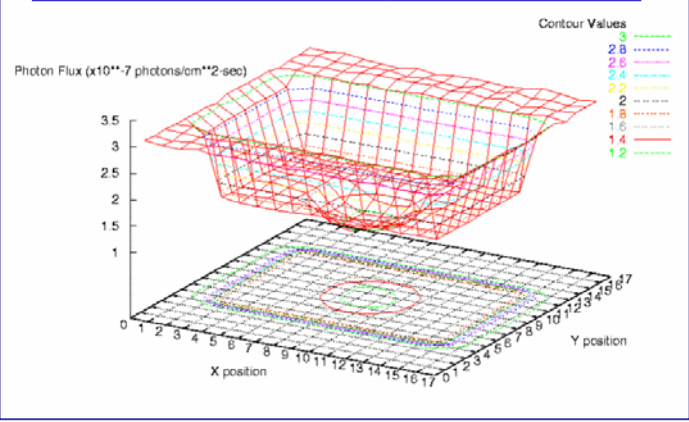 Contour Values
3
2.8
2.6
2.4
2.2
2
1.8
1.6
1.4
1.2
Photon Flux (x10**-7 photons/cm**2-sec)
3.5
3
2.5
2
1.5
1
0 1 2 3 4 5 6 7 8 9 10 11 12 13 14 15 16 17
X position
0 1 2 3 4 5 6 7 8 9 10 11 12 13 14 15 16 17
Y position